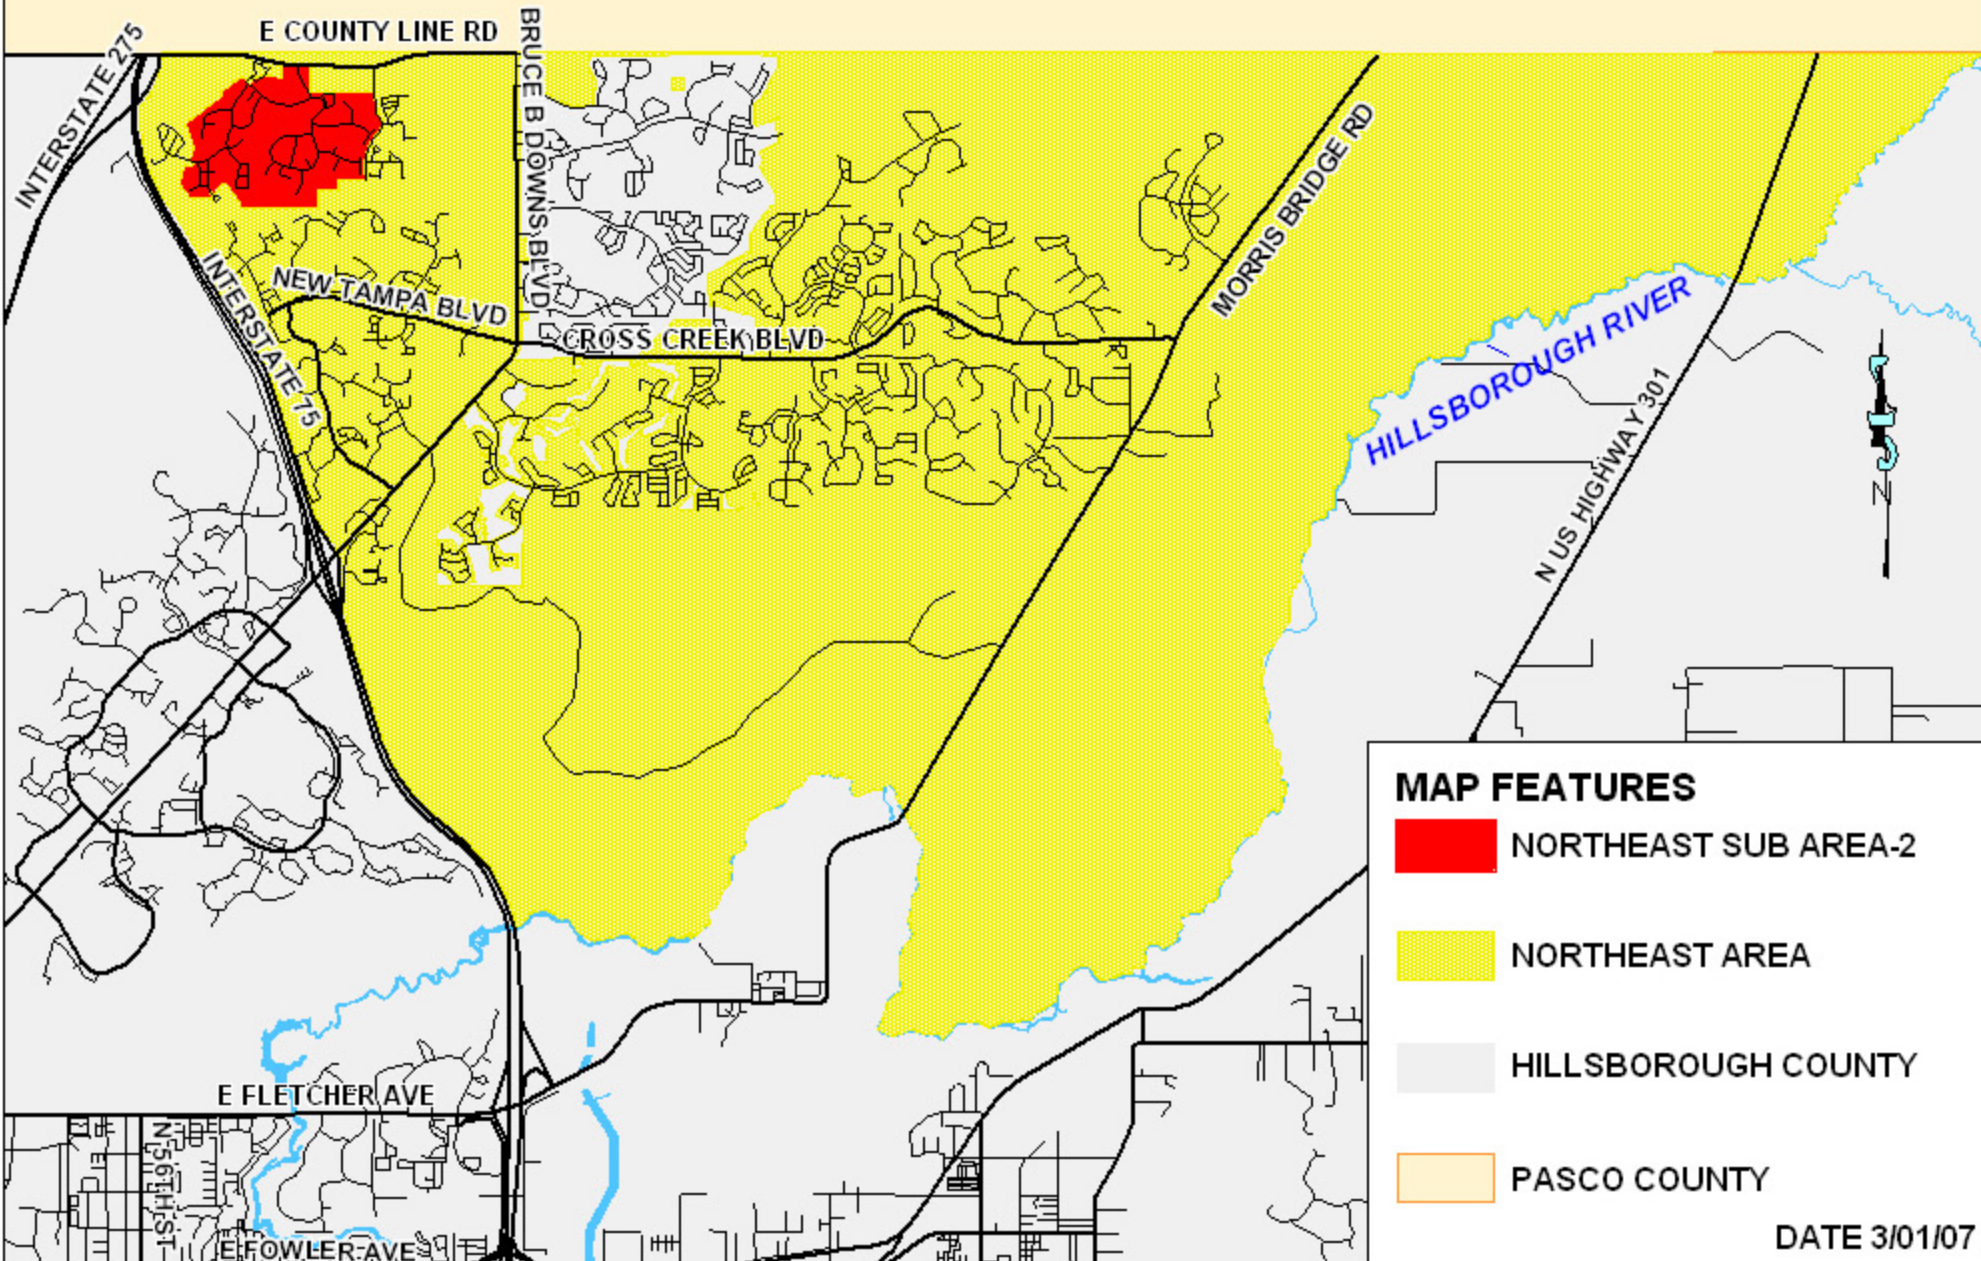 E COUNTY LINE RD
INTERSTATE 275
BRUCE B DOWNS BLVD
MORRIS BRIDGE RD
INTERSTATE 75
NEW TAMPA BLVD
CROSS CREEK BLVD
HILLSBOROUGH RIVER
N US HIGHWAY 301
N
MAP FEATURES
NORTHEAST SUB AREA-2
NORTHEAST AREA
HILLSBOROUGH COUNTY
PASCO COUNTY
DATE 3/01/07
E FLETCHER AVE
N 56TH ST
E FOWLER AVE